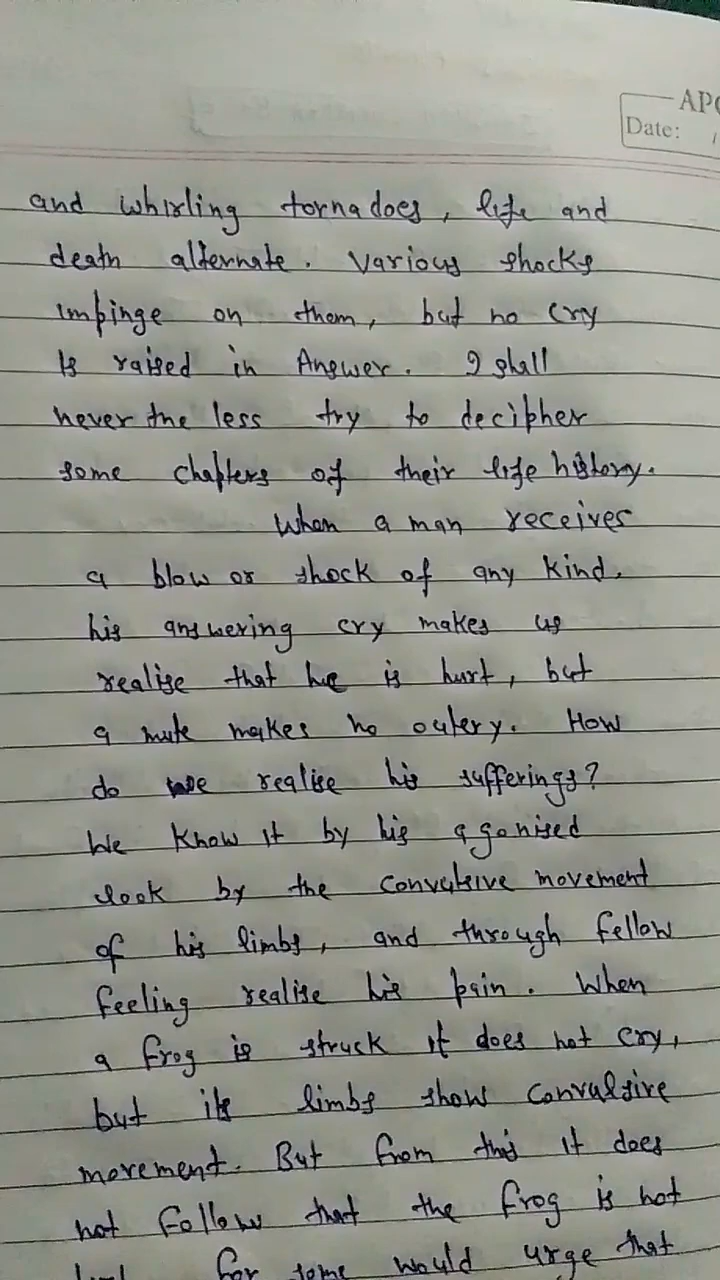 APC
Date:
and whirling tornadoes, life and
death alternate. Various shocks
impinge on them, but no cry
Is raised in Answer. I shall
never the less try to decipher
some chapters of their life history.
When a man receives
a blow or shock of any kind.
his answering cry makes us
realise that he is hurt, but
a mute makes no outery. How
do we realise his sufferings?
We Know it by his agonised
look by the convulsive movement
of his limbs, and through fellow
feeling realise his pain. When
a frog is struck it does not cry,
but its limbs show convulsive
movement. But from this it does
not follow that the frog is not
for some would urge that